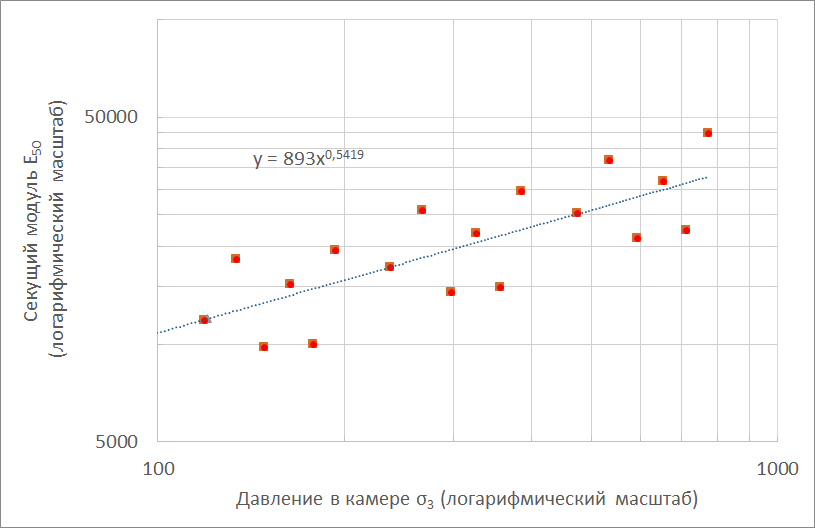 Секущий модуль E50
(логарифмический масштаб)
50000
y = 893x0,5419
5000
100
1000
Давление в камере σ3 (логарифмический масштаб)